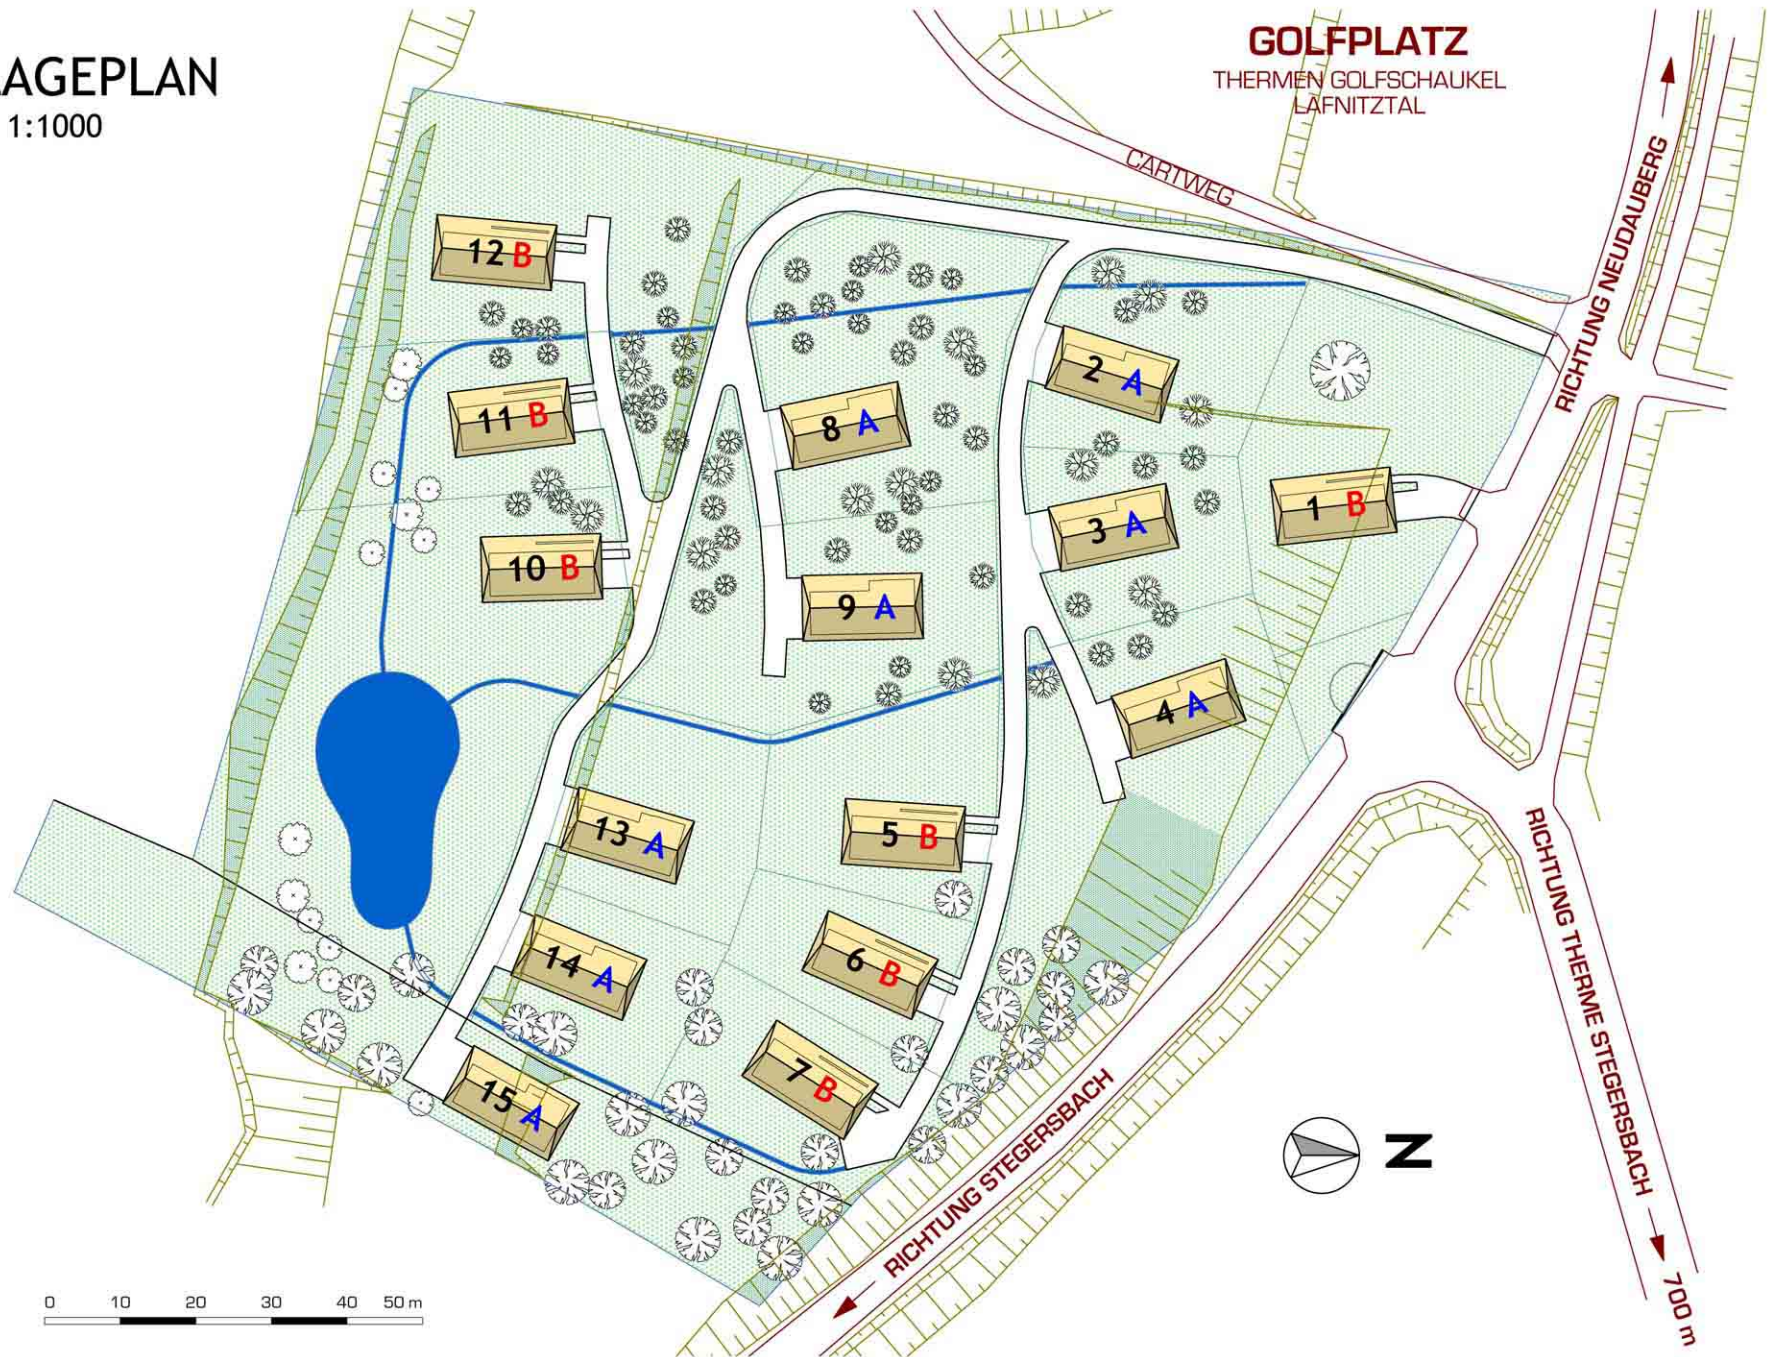 AGEPLAN
1:1000
GOLFPLATZ
THERMEN GOLFSCHAUKEL
LAFNITZTAL
CARTWEG
RICHTUNG NEUDAUBERG
12 B
11 B
10 B
8 A
9 A
2 A
3 A
1 B
4 A
13 A
14 A
15 A
5 B
6 B
7 B
RICHTUNG STEGERSBACH
RICHTUNG THERME STEGERSBACH
700 m
N
0 10 20 30 40 50 m